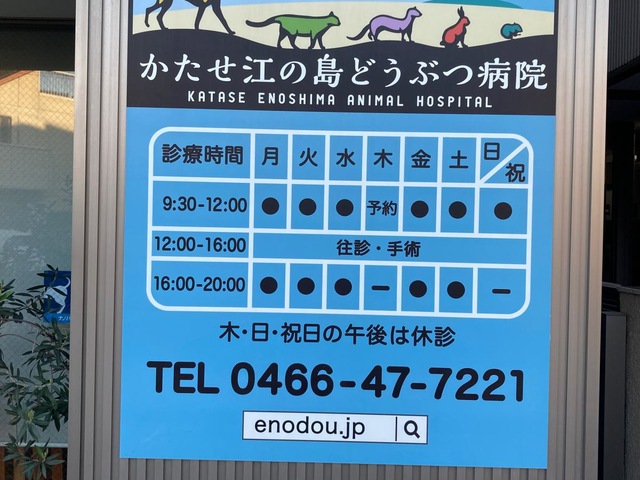 かたせ江の島どうぶつ病院
KATASE ENOSHIMA ANIMAL HOSPITAL
診療時間 月 火 水 木 金 土 日/祝
9:30-12:00 ● ● ● 予約 ● ● ●
12:00-16:00 往診・手術
16:00-20:00 ● ● ● ー ● ● ー
木・日・祝日の午後は休診
TEL 0466-47-7221
enodou.jp